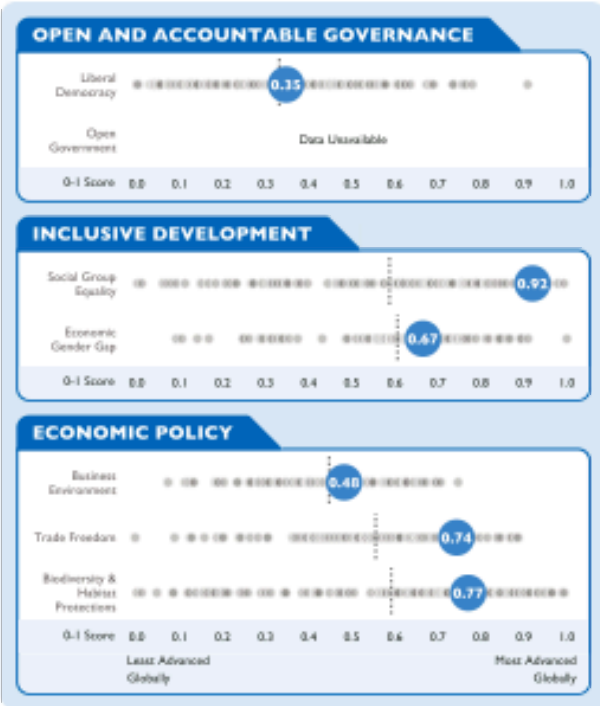 OPEN AND ACCOUNTABLE GOVERNANCE
Liberal
Democracy
0.35
Open
Government
Data Unavailable
0-1 Score 0.0 0.1 0.2 0.3 0.4 0.5 0.6 0.7 0.8 0.9 1.0
INCLUSIVE DEVELOPMENT
Social Group
Equality
0.92
Economic
Gender Gap
0.67
0-1 Score 0.0 0.1 0.2 0.3 0.4 0.5 0.6 0.7 0.8 0.9 1.0
ECONOMIC POLICY
Business
Environment
0.48
Trade Freedom 0.74
Biodiversity &
Habitat
Protections
0.77
0-1 Score 0.0 0.1 0.2 0.3 0.4 0.5 0.6 0.7 0.8 0.9 1.0
Least Advanced
Globally
Most Advanced
Globally